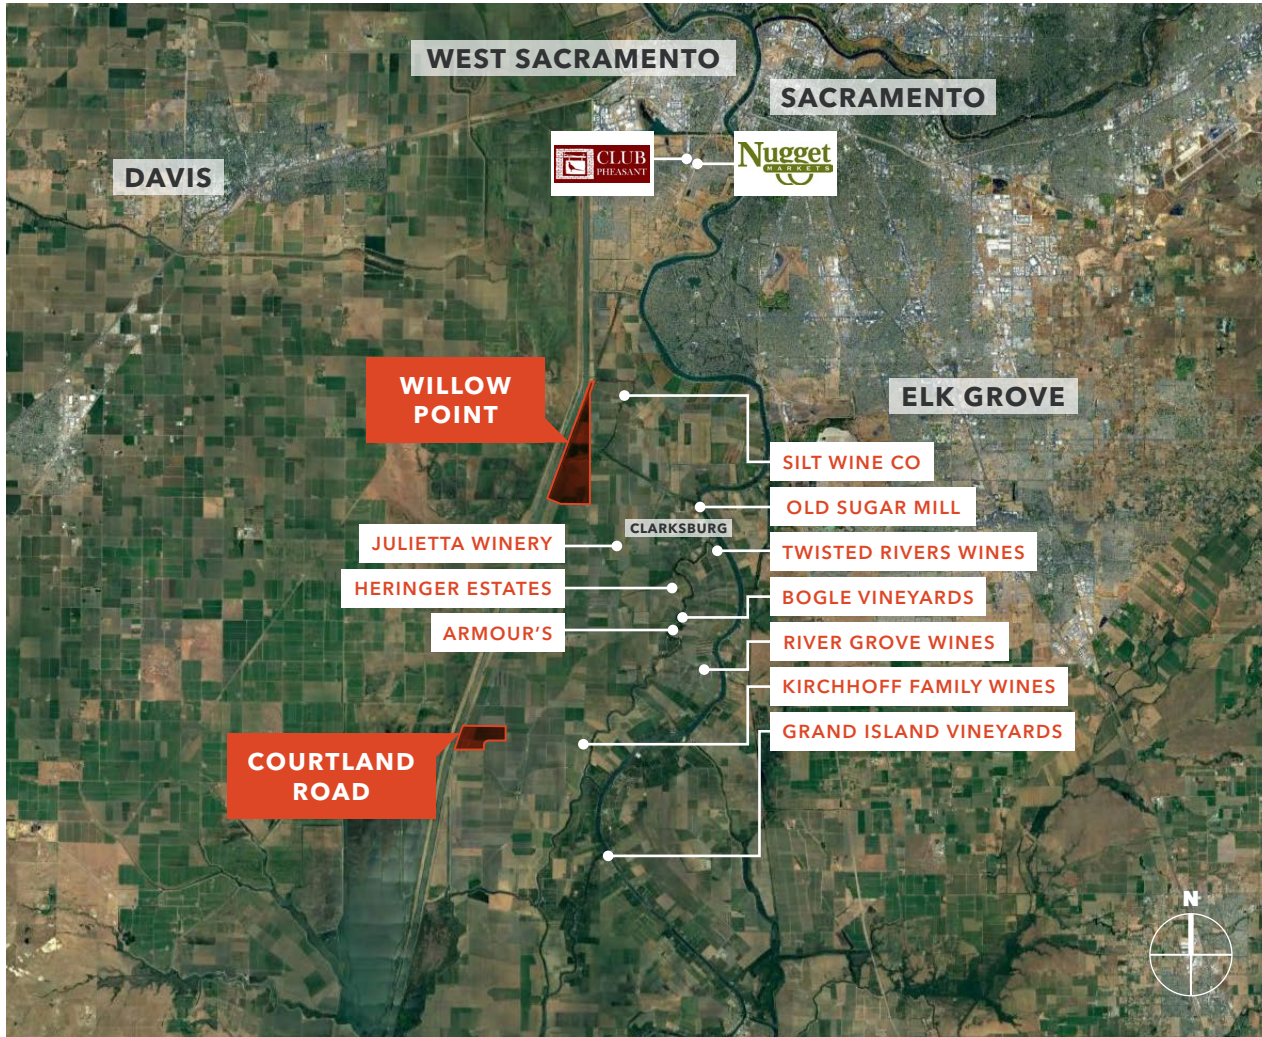 WEST SACRAMENTO
SACRAMENTO
CLUB
PHEASANT
Nugget
MARKETS
DAVIS
WILLOW
POINT
ELK GROVE
SILT WINE CO
OLD SUGAR MILL
CLARKSBURG
JULIETTA WINERY
TWISTED RIVERS WINES
HERINGER ESTATES
BOGLE VINEYARDS
ARMOUR'S
RIVER GROVE WINES
KIRCHHOFF FAMILY WINES
GRAND ISLAND VINEYARDS
COURTLAND
ROAD
N